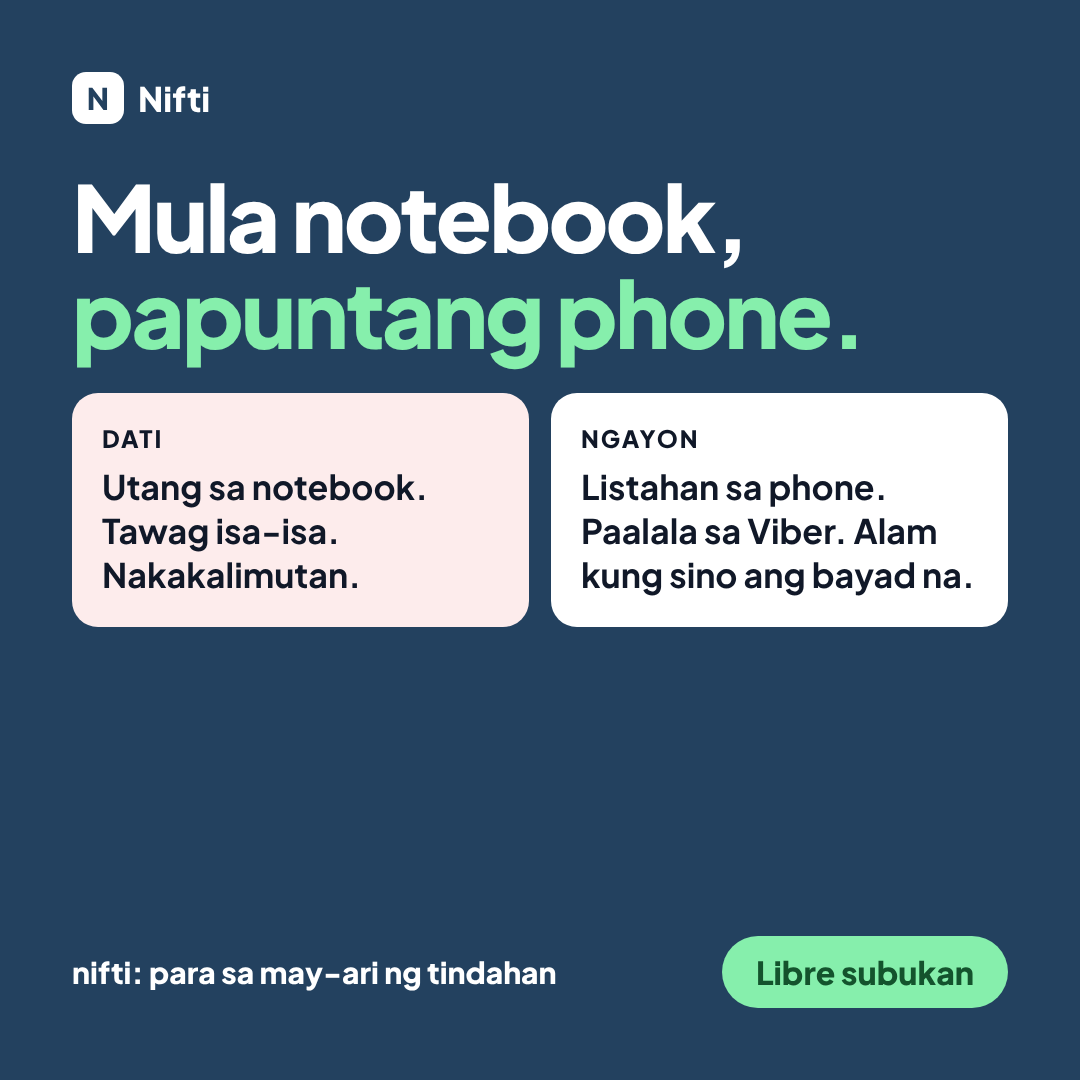 N Nifti
Mula notebook,
papuntang phone.
DATI
Utang sa notebook.
Tawag isa-isa.
Nakakalimutan.
NGAYON
Listahan sa phone.
Paalala sa Viber. Alam
kung sino ang bayad na.
nifti: para sa may-ari ng tindahan
Libre subukan